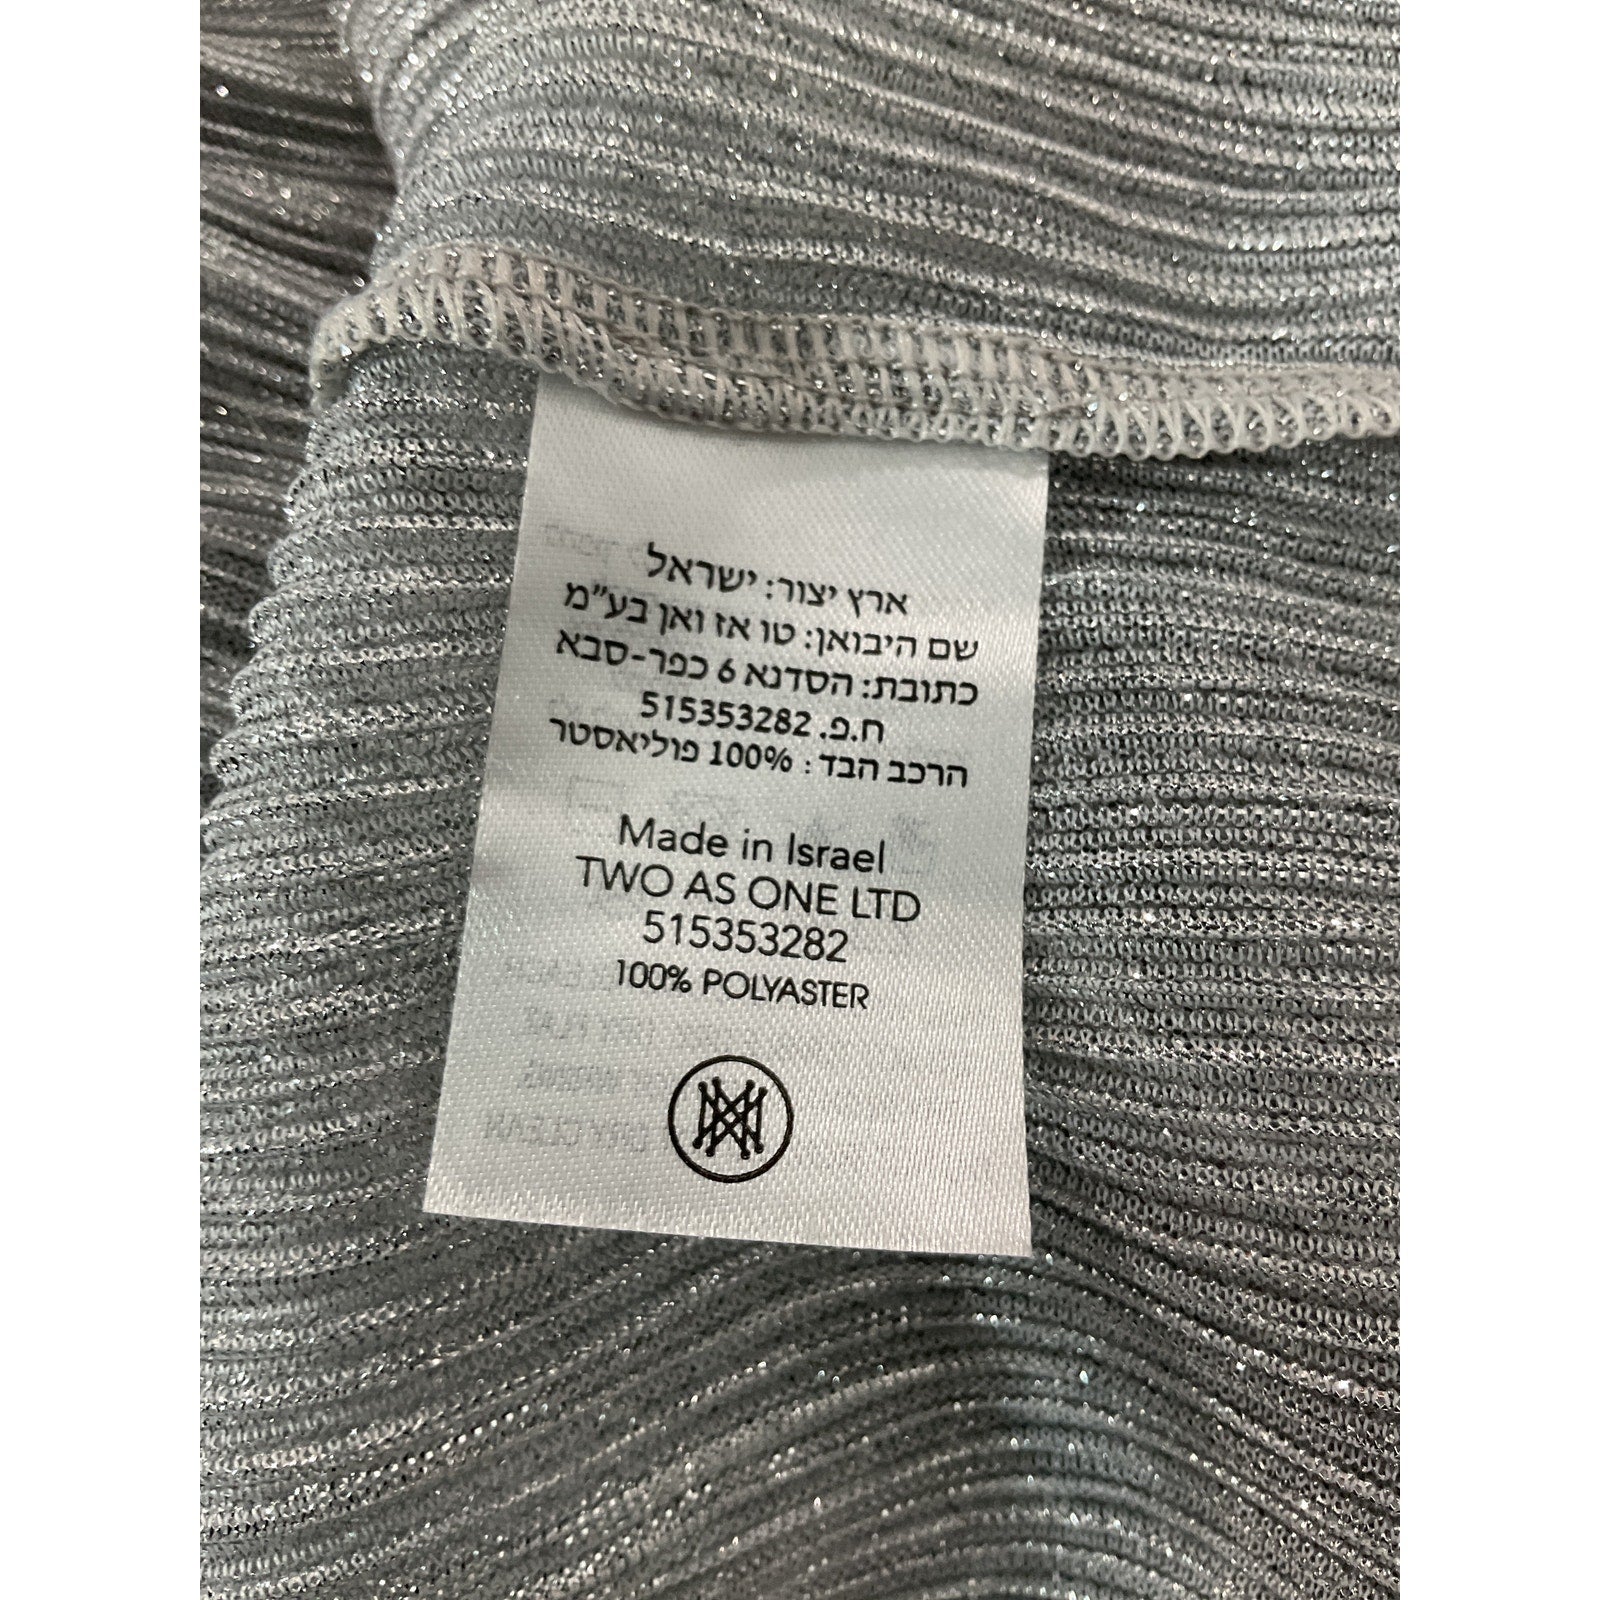 ארץ יצור: ישראל
שם היבואן: טו אז וואן בע"מ
כתובת: הסדנא 6 כפר-סבא
ח.פ. 515353282
הרכב הבד: 100% פוליאסטר
Made in Israel
TWO AS ONE LTD
515353282
100% POLYASTER